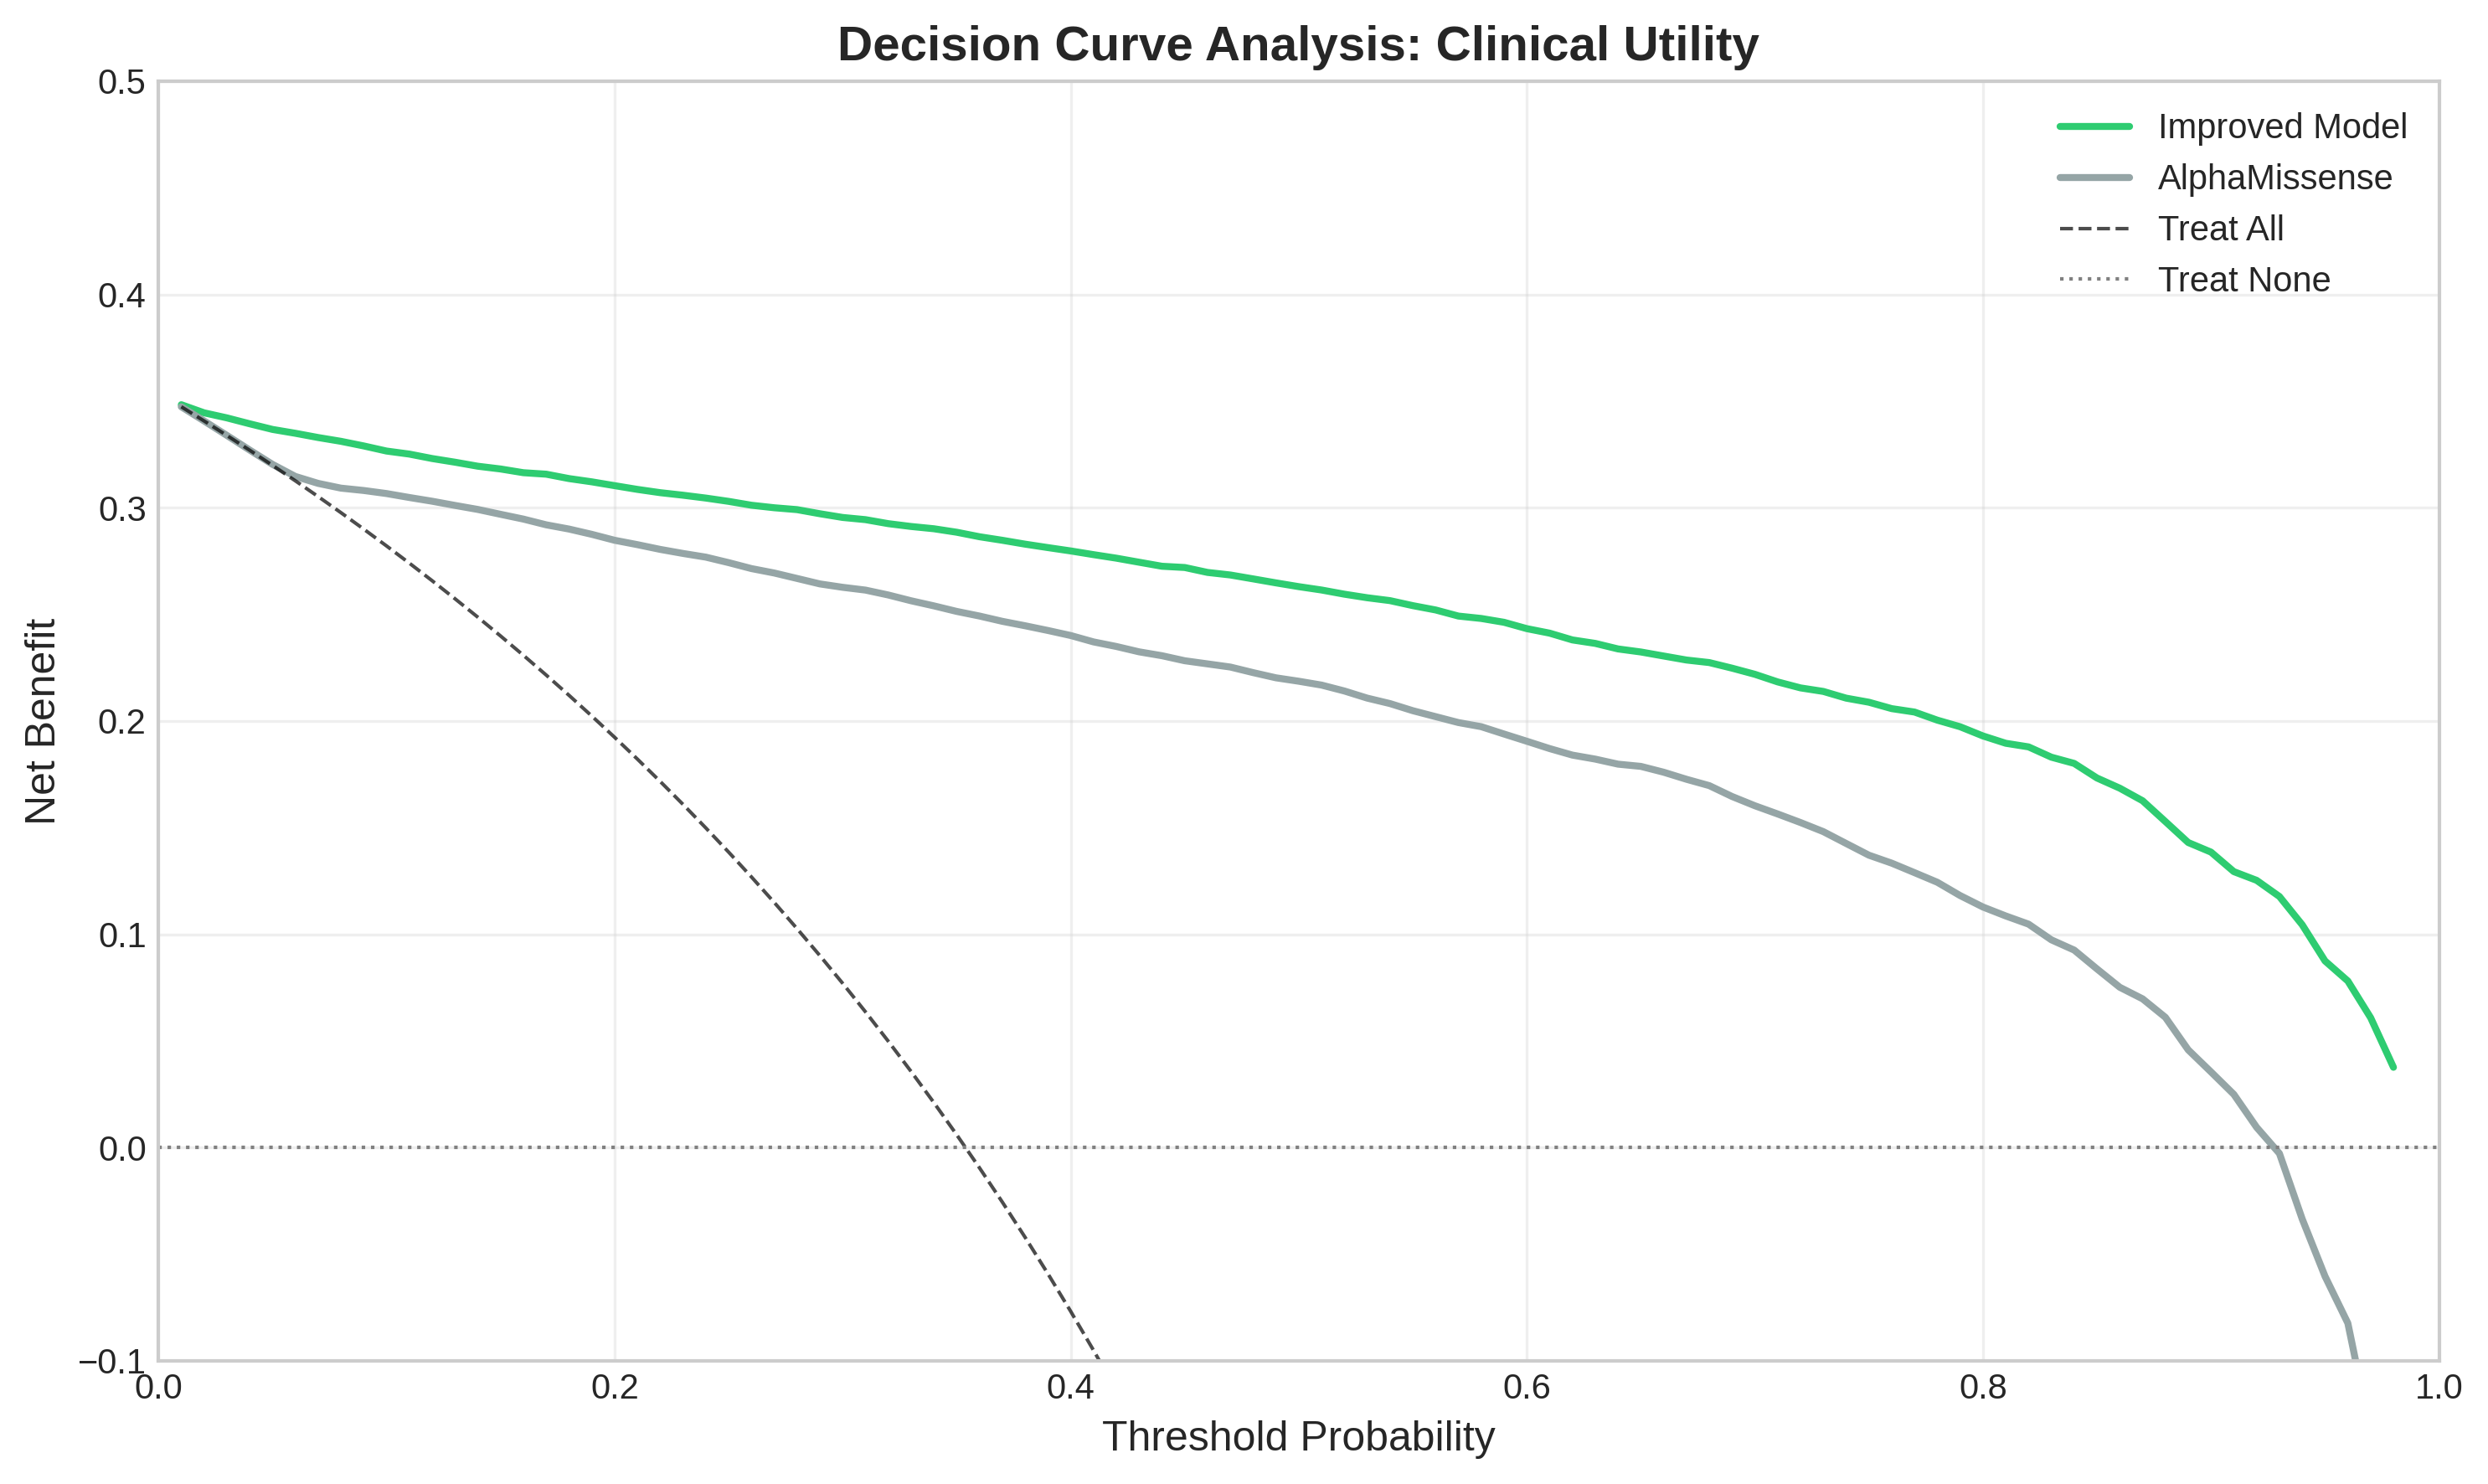 Decision Curve Analysis: Clinical Utility
Improved Model
AlphaMissense
Treat All
Treat None
Net Benefit
0.5
0.4
0.3
0.2
0.1
0.0
−0.1
0.0 0.2 0.4 0.6 0.8 1.0
Threshold Probability